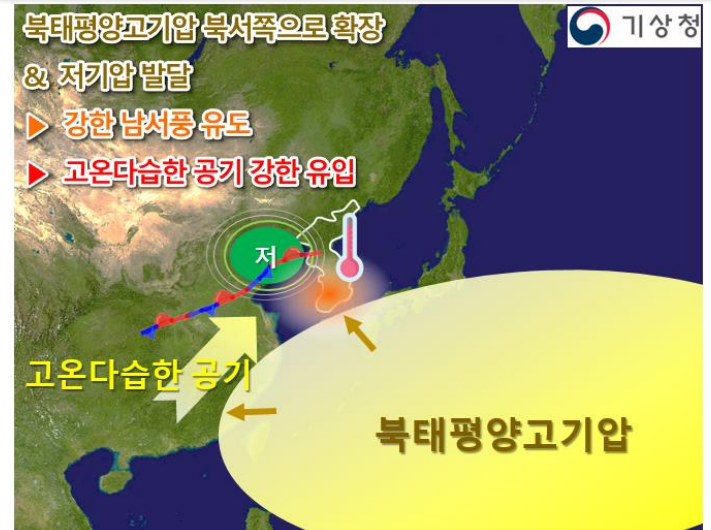 북태평양고기압 북서쪽으로 확장
& 저기압 발달
▶ 강한 남서풍 유도
▶ 고온다습한 공기 강한 유입
기상청
저
고온다습한 공기
북태평양고기압